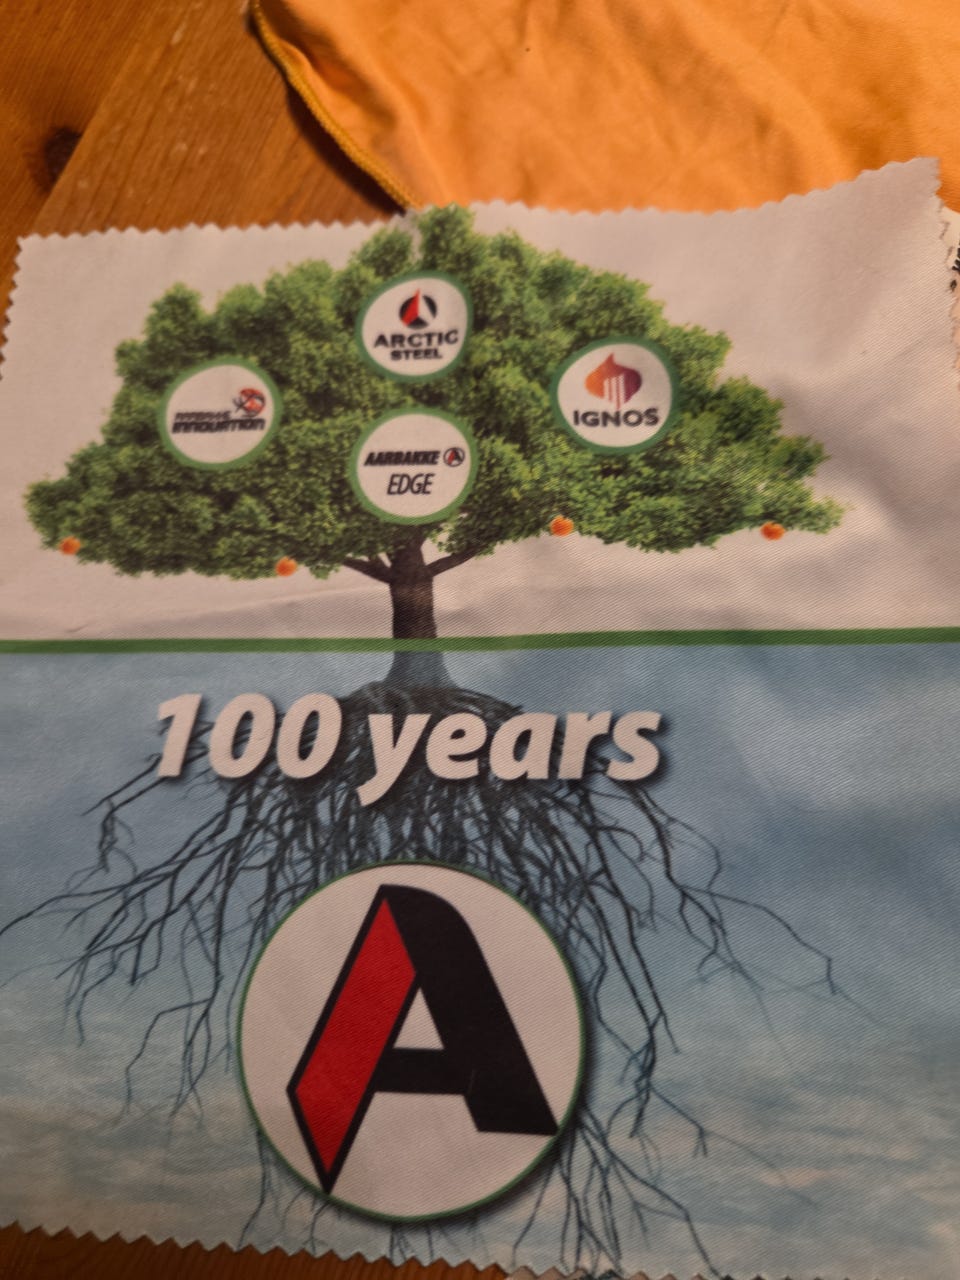 ARCTIC
STEEL
INNOVATION
IGNOS
AARBAKKE
EDGE
100 years
A